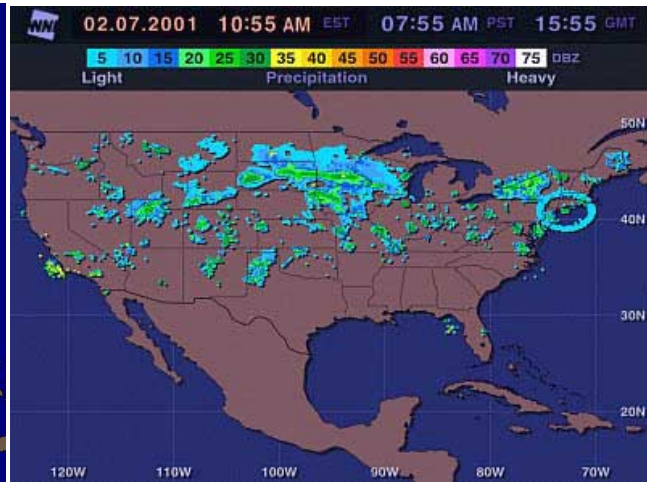 WNI 02.07.2001 10:55 AM EST 07:55 AM PST 15:55 GMT
5 10 15 20 25 30 35 40 45 50 55 60 65 70 75 DBZ
Light Precipitation Heavy
50N
40N
30N
20N
120W 110W 100W 90W 80W 70W